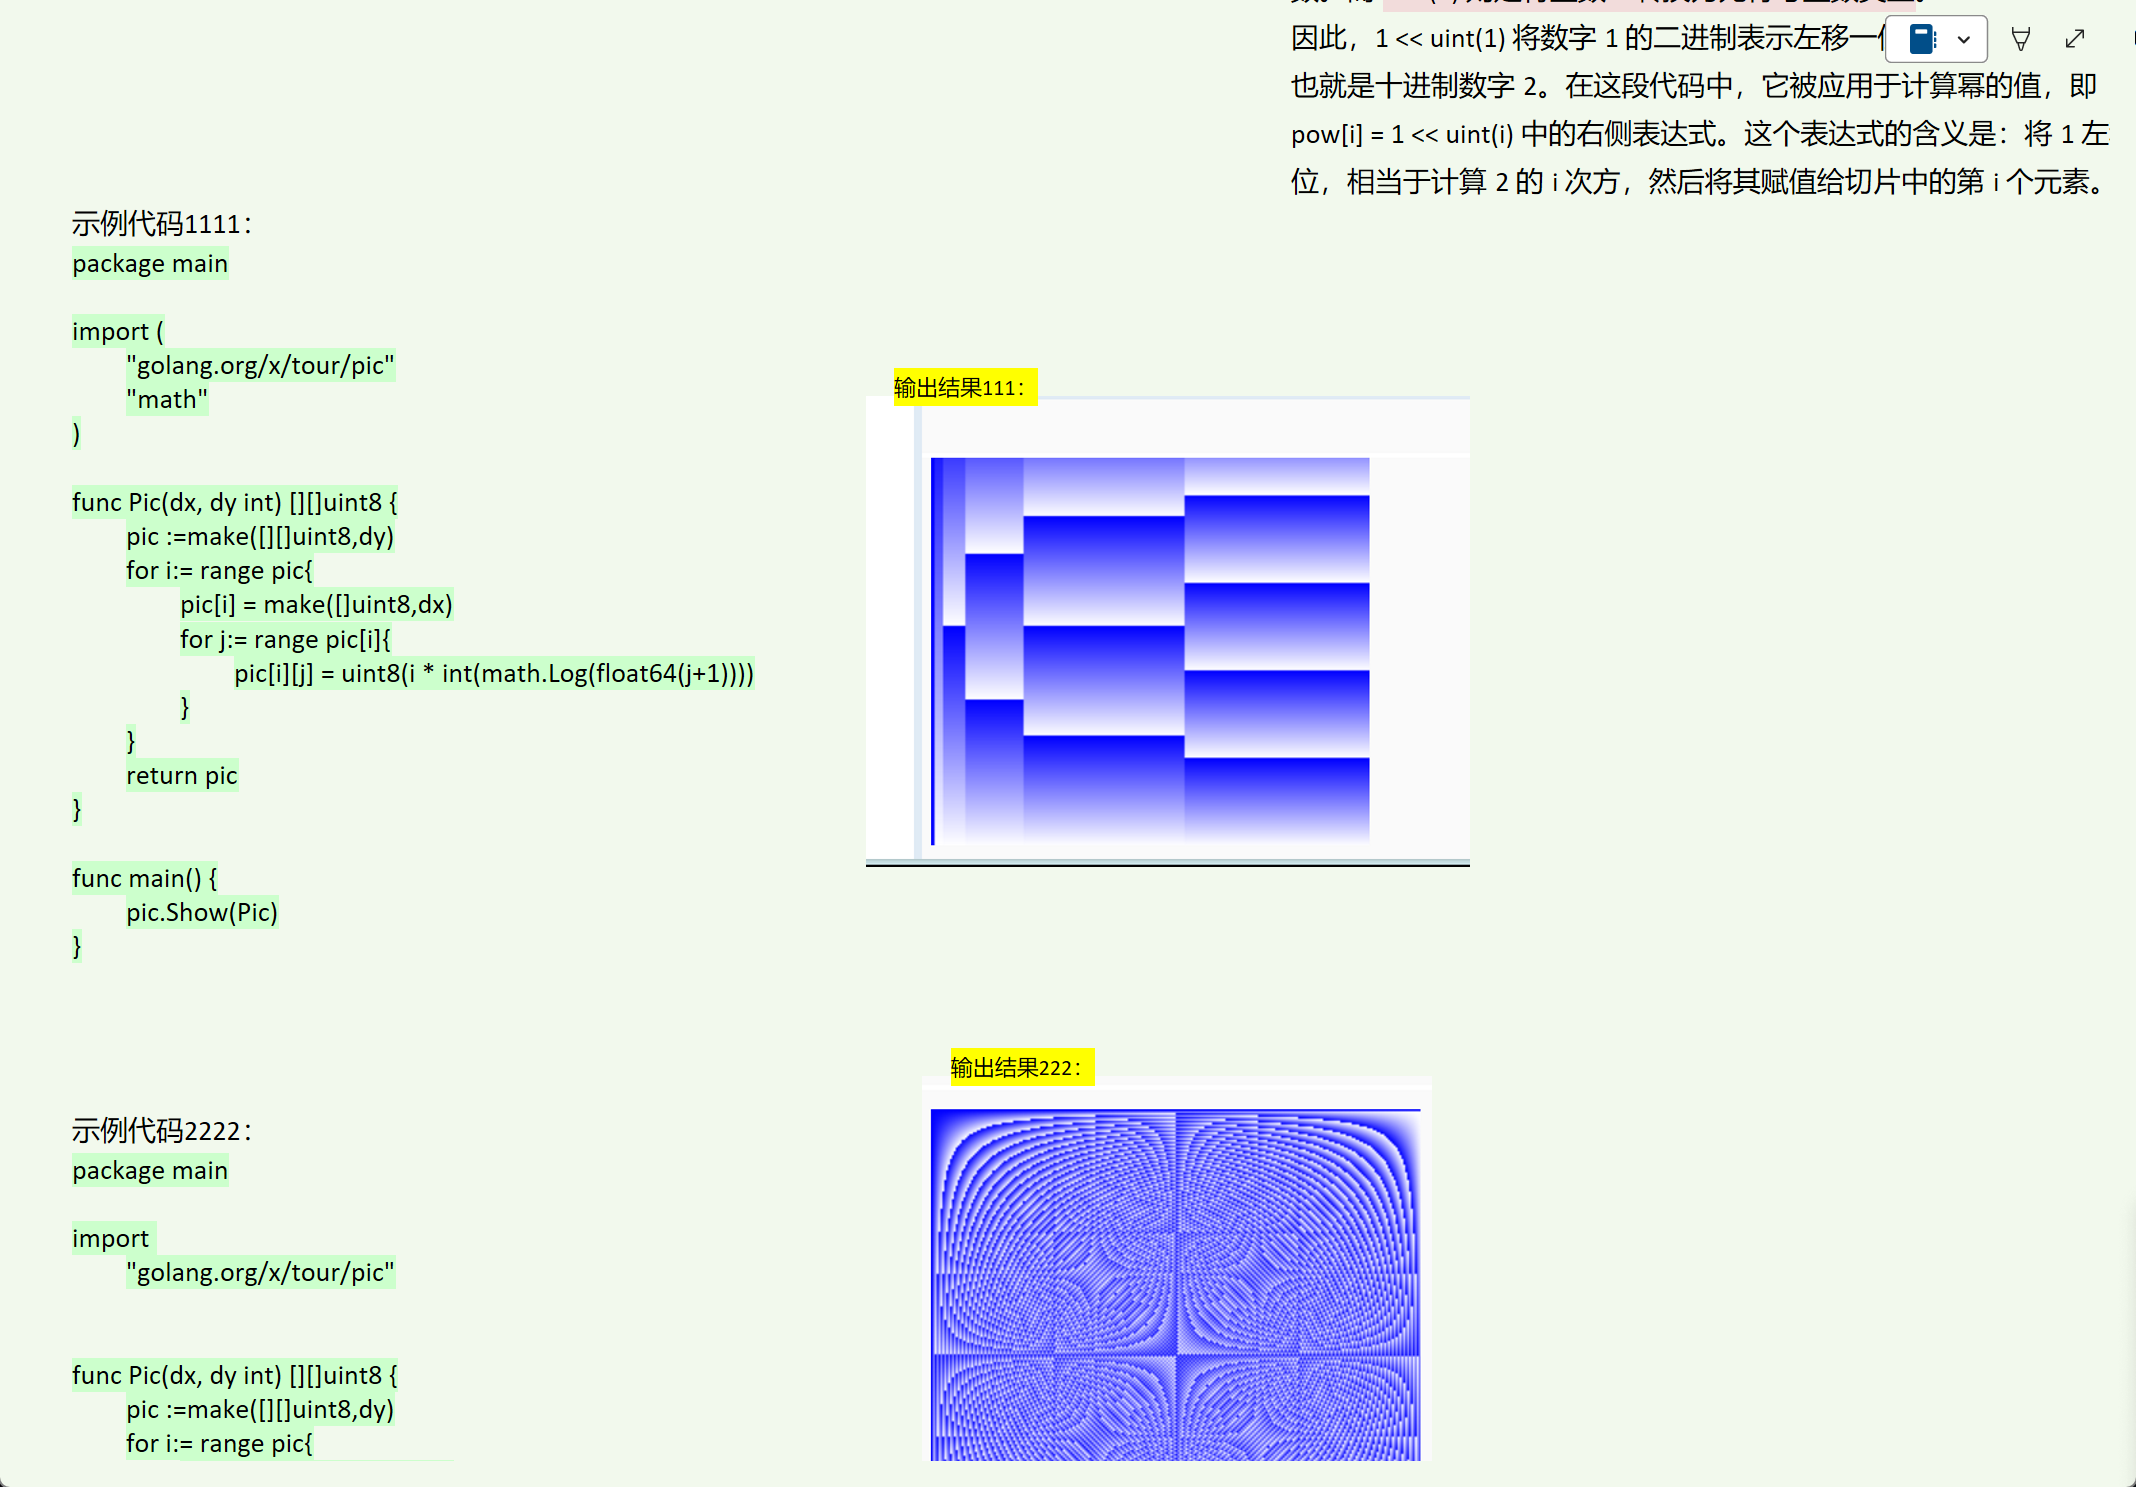 因此，1 << uint(1) 将数字 1 的二进制表示左移一
也就是十进制数字 2。在这段代码中，它被应用于计算幂的值，即
pow[i] = 1 << uint(i) 中的右侧表达式。这个表达式的含义是：将 1 左
位，相当于计算 2 的 i 次方，然后将其赋值给切片中的第 i 个元素。
示例代码1111：
package main
import (
"golang.org/x/tour/pic"
"math"
)
func Pic(dx, dy int) [][]uint8 {
pic :=make([][]uint8,dy)
for i:= range pic{
pic[i] = make([]uint8,dx)
for j:= range pic[i]{
pic[i][j] = uint8(i * int(math.Log(float64(j+1))))
}
}
return pic
}
func main() {
pic.Show(Pic)
}
输出结果111：
示例代码2222：
package main
import
"golang.org/x/tour/pic"
func Pic(dx, dy int) [][]uint8 {
pic :=make([][]uint8,dy)
for i:= range pic{
输出结果222：